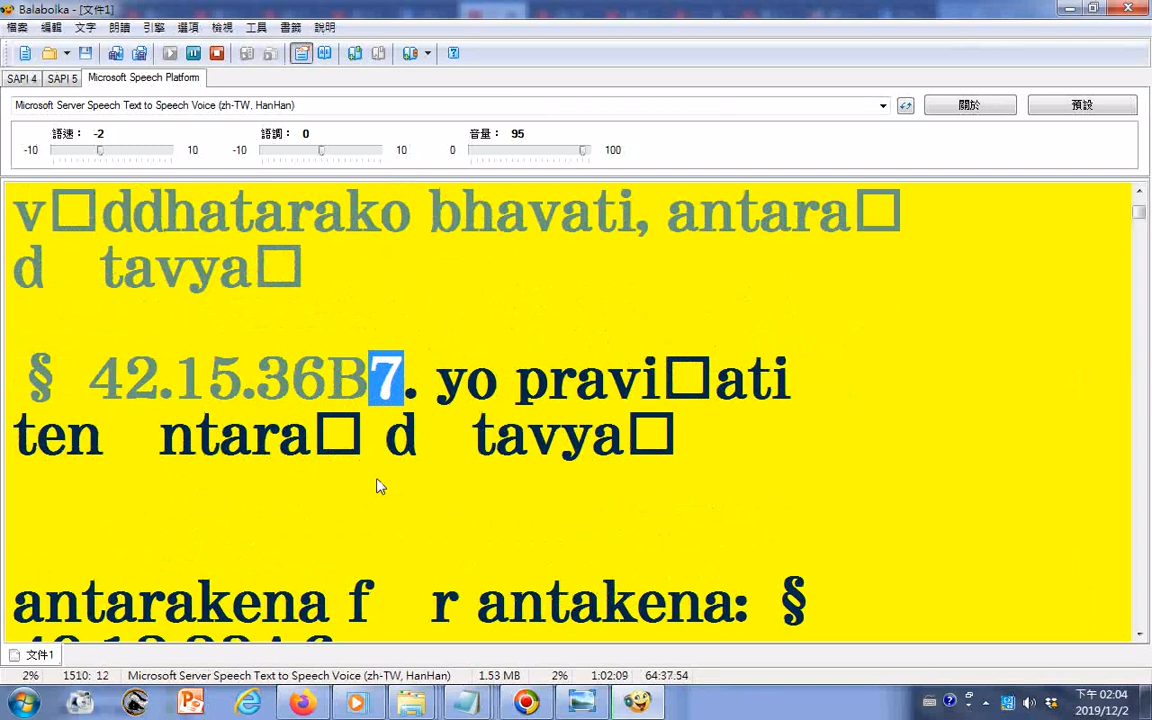 Balabolka - [文件1]
檔案 編輯 文字 朗讀 引擎 選項 檢視 工具 書籤 說明
SAPI 4 SAPI 5 Microsoft Speech Platform
Microsoft Server Speech Text to Speech Voice (zh-TW, HanHan) 關於 預設
語速： -2 語調： 0 音量： 95
-10 10 -10 10 0 100
v□ddhatarako bhavati, antara□
d tavya□
§ 42.15.36B7. yo pravi□ati
ten ntara□ d tavya□
antarakena f r antakena: §
文件1
2% 1510: 12 Microsoft Server Speech Text to Speech Voice (zh-TW, HanHan) 1.53 MB 2% 1:02:09 64:37.54
下午 02:04
2019/12/2